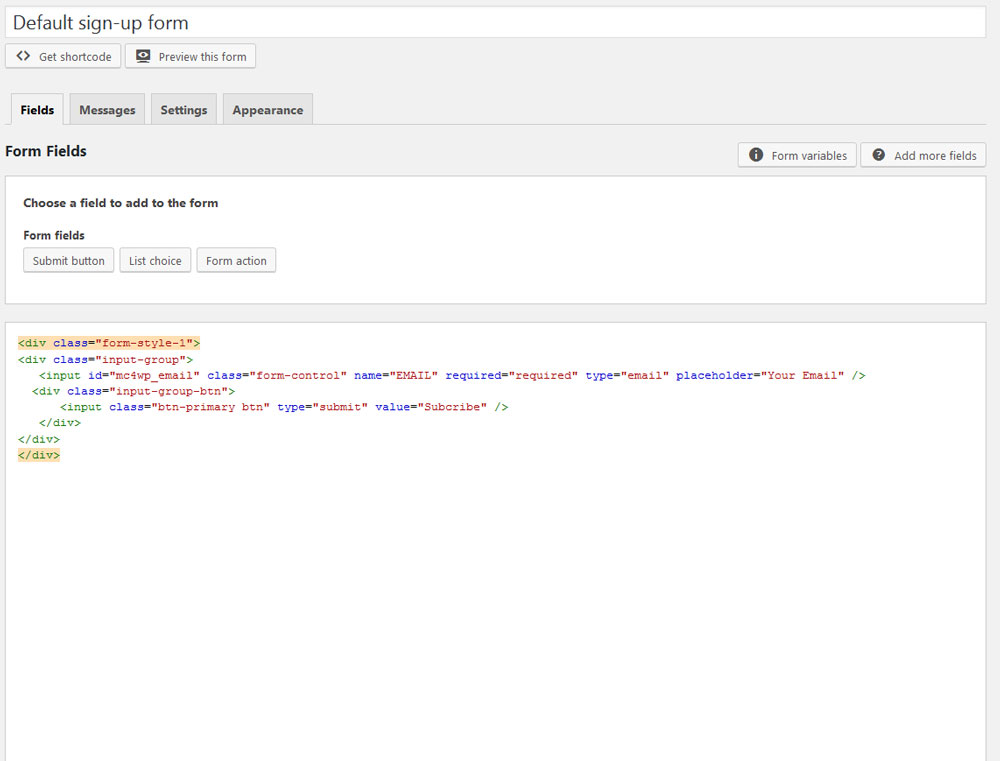 Default sign-up form
Get shortcode Preview this form
Fields Messages Settings Appearance
Form Fields
Form variables Add more fields
Choose a field to add to the form
Form fields
Submit button List choice Form action
<div class="form-style-1">
<div class="input-group">
<input id="mc4wp_email" class="form-control" name="EMAIL" required="required" type="email" placeholder="Your Email" />
<div class="input-group-btn">
<input class="btn-primary btn" type="submit" value="Subcribe" />
</div>
</div>
</div>